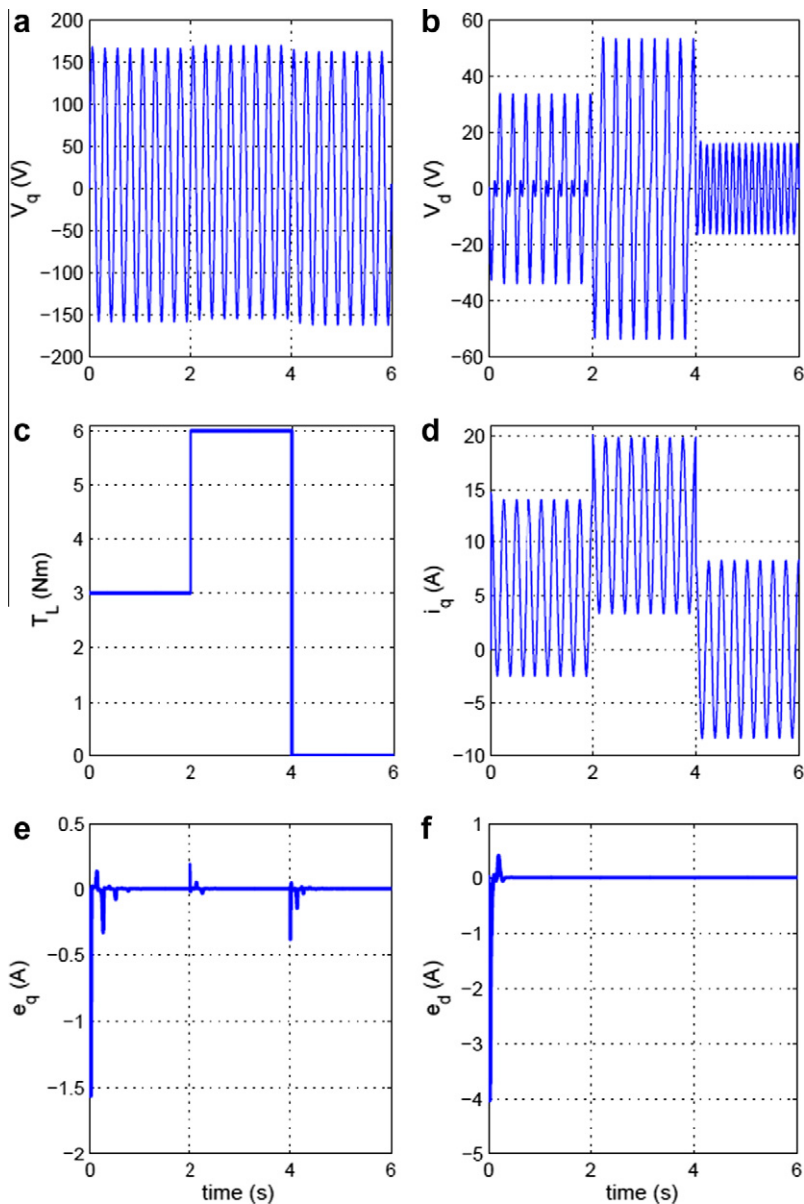 a
200
150
100
50
0
−50
−100
−150
−200
V_q (V)
0 2 4 6
b
60
40
20
0
−20
−40
−60
V_d (V)
0 2 4 6
c
6
5
4
3
2
1
0
T_L (Nm)
0 2 4 6
d
20
15
10
5
0
−5
−10
i_q (A)
0 2 4 6
e
0.5
0
−0.5
−1
−1.5
−2
e_q (A)
0 2 4 6
time (s)
f
1
0
−1
−2
−3
−4
−5
e_d (A)
0 2 4 6
time (s)